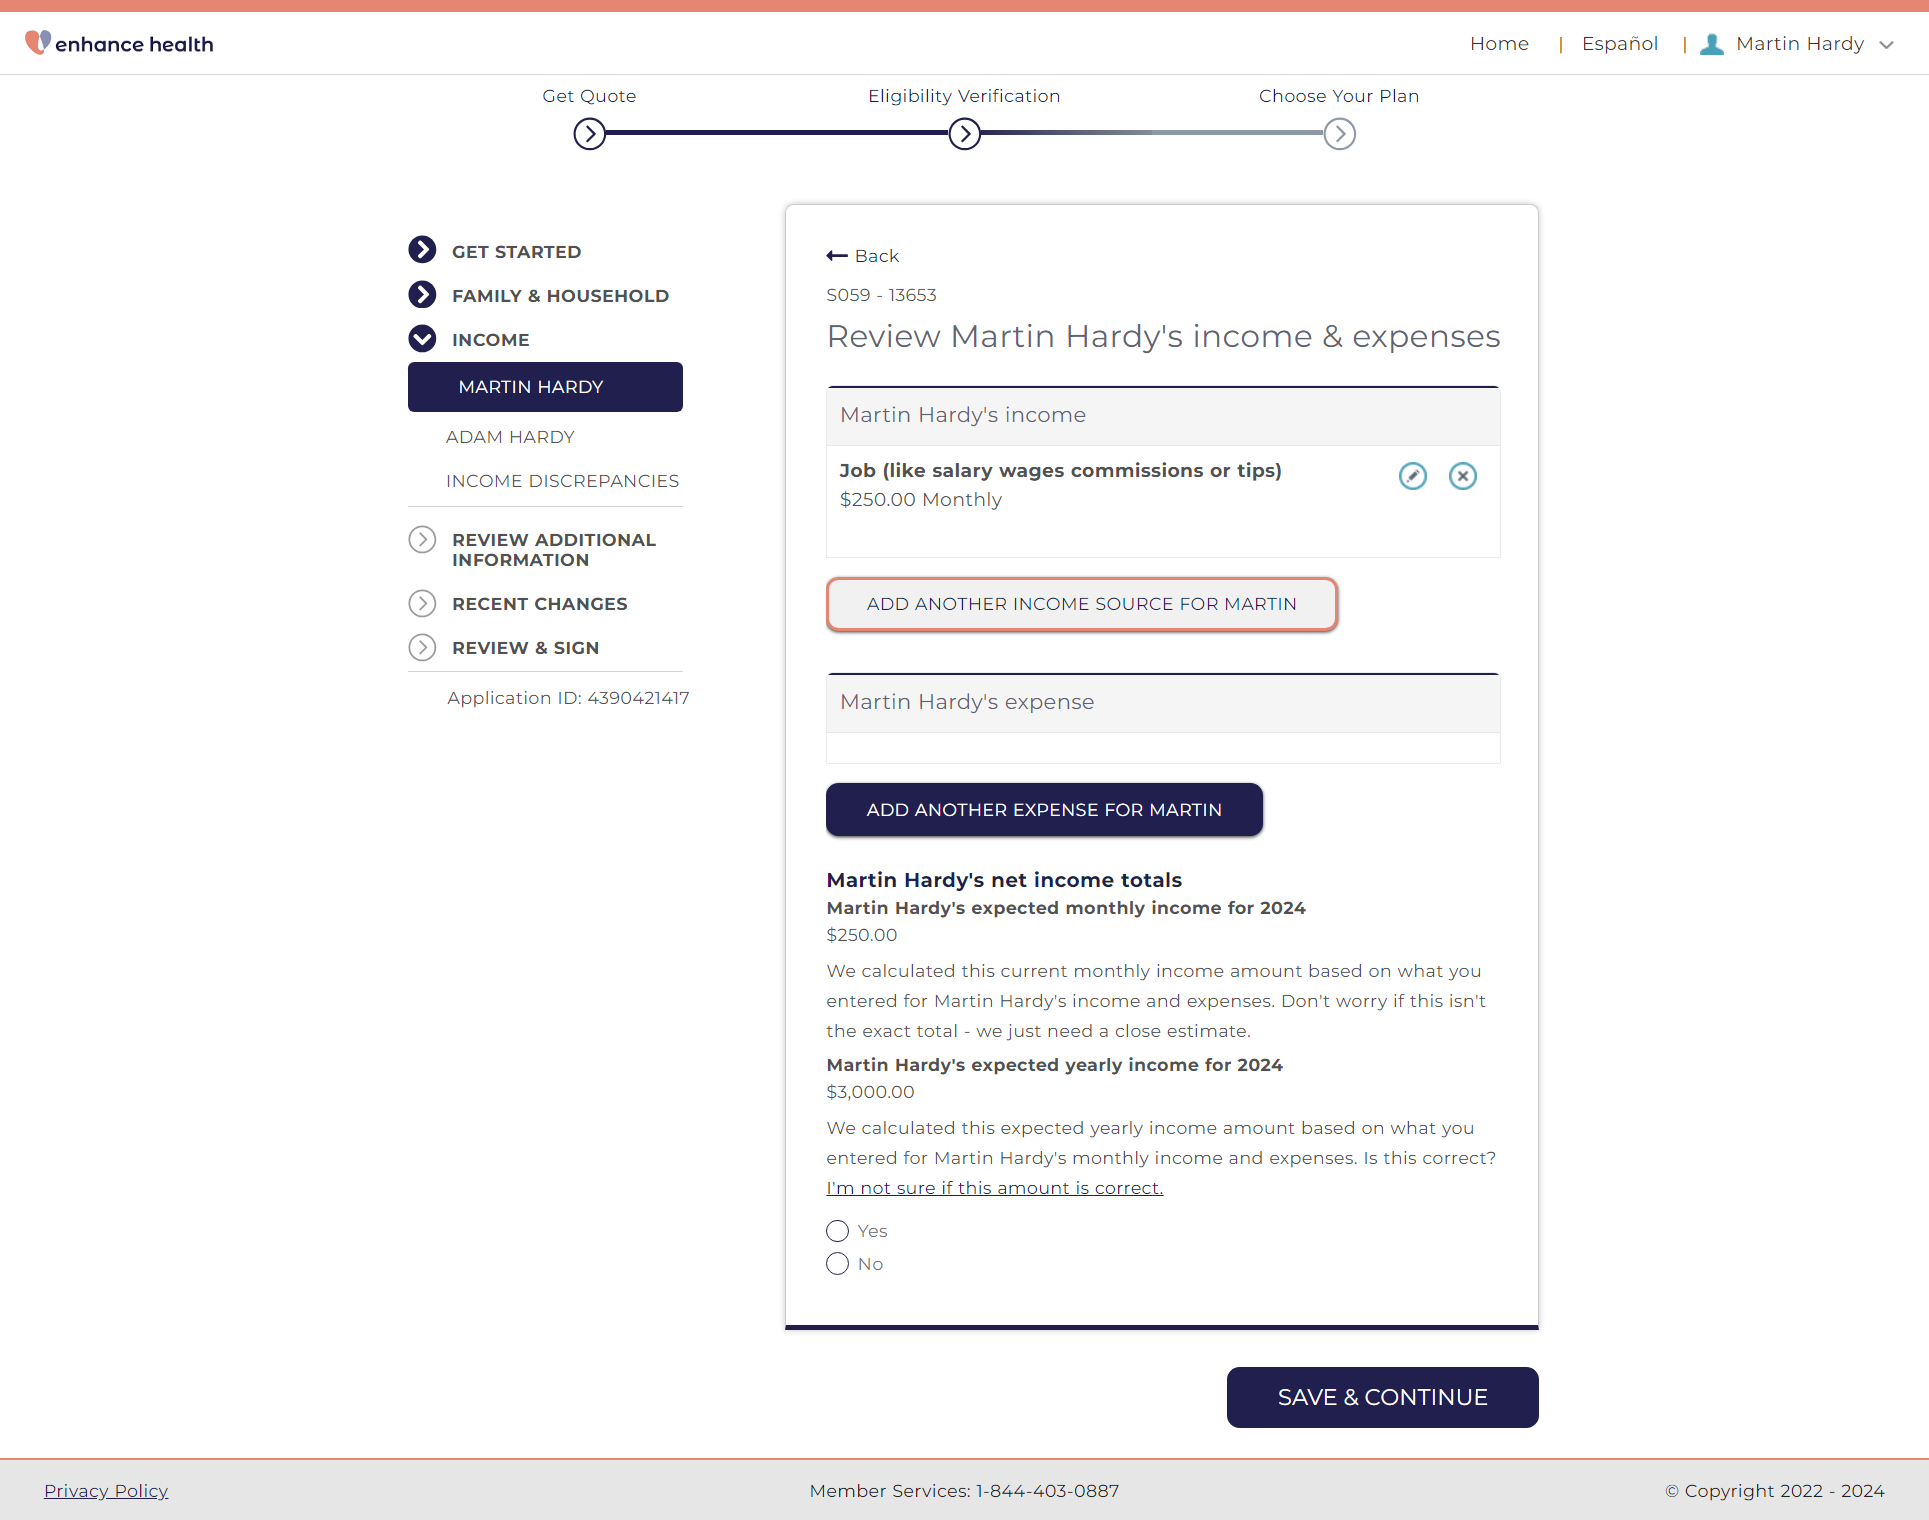 enhance health
Home | Español | Martin Hardy
Get Quote
Eligibility Verification
Choose Your Plan
GET STARTED
FAMILY & HOUSEHOLD
INCOME
MARTIN HARDY
ADAM HARDY
INCOME DISCREPANCIES
REVIEW ADDITIONAL
INFORMATION
RECENT CHANGES
REVIEW & SIGN
Application ID: 4390421417
Back
S059 - 13653
Review Martin Hardy's income & expenses
Martin Hardy's income
Job (like salary wages commissions or tips)
$250.00 Monthly
ADD ANOTHER INCOME SOURCE FOR MARTIN
Martin Hardy's expense
ADD ANOTHER EXPENSE FOR MARTIN
Martin Hardy's net income totals
Martin Hardy's expected monthly income for 2024
$250.00
We calculated this current monthly income amount based on what you
entered for Martin Hardy's income and expenses. Don't worry if this isn't
the exact total - we just need a close estimate.
Martin Hardy's expected yearly income for 2024
$3,000.00
We calculated this expected yearly income amount based on what you
entered for Martin Hardy's monthly income and expenses. Is this correct?
I'm not sure if this amount is correct.
Yes
No
SAVE & CONTINUE
Privacy Policy
Member Services: 1-844-403-0887
© Copyright 2022 - 2024